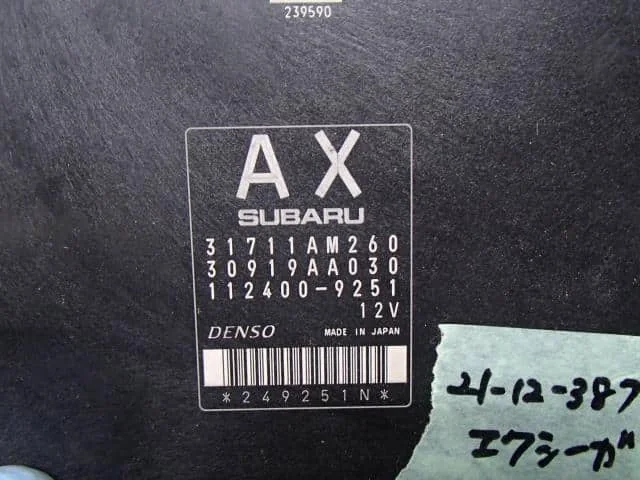 239590
AX
SUBARU
31711AM260
30919AA030
112400-9251
12V
DENSO MADE IN JAPAN
*249251N*
21-12-387
エクシーガ